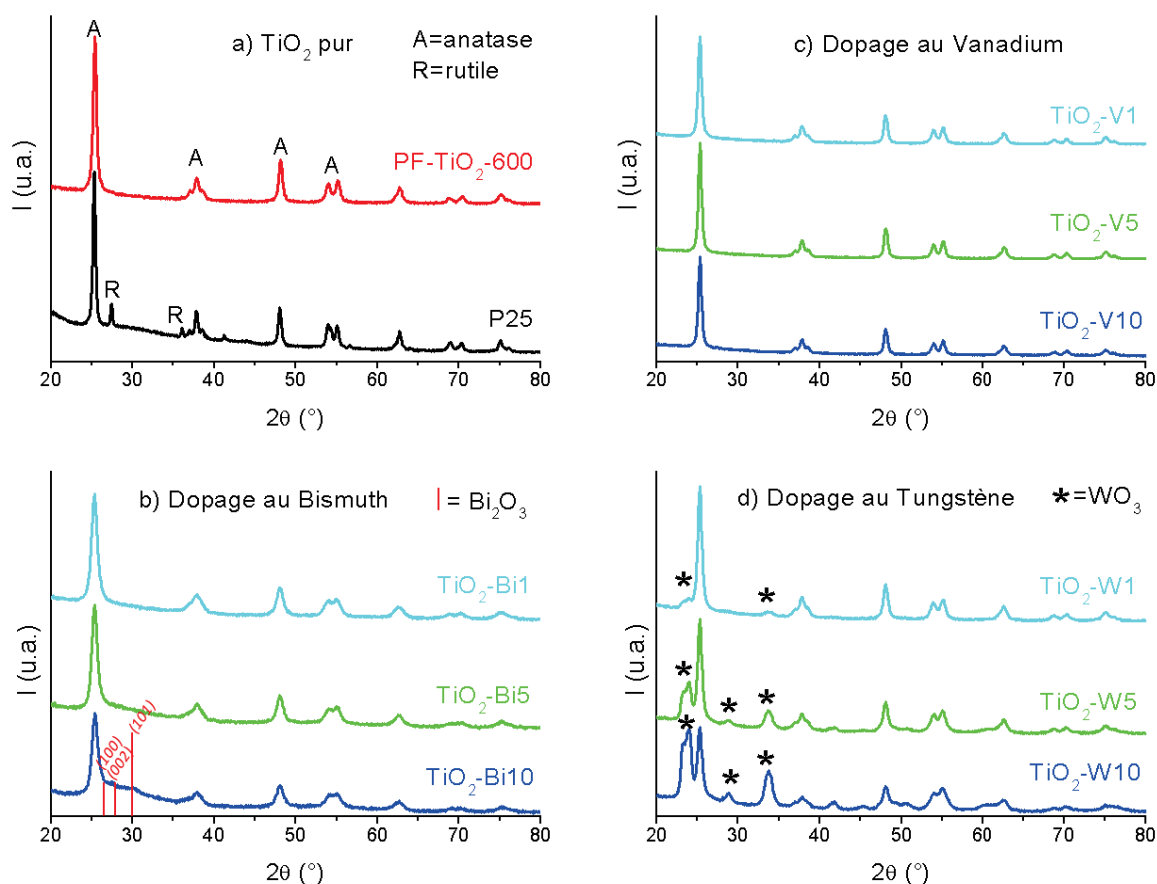 a) TiO₂ pur
A=anatase
R=rutile
A
A
A
A
PF-TiO₂-600
R
R
P25
I (u.a.)
20 30 40 50 60 70 80
2θ (°)
c) Dopage au Vanadium
TiO₂-V1
TiO₂-V5
TiO₂-V10
I (u.a.)
20 30 40 50 60 70 80
2θ (°)
b) Dopage au Bismuth
| = Bi₂O₃
TiO₂-Bi1
TiO₂-Bi5
(100)
(002)
(101)
TiO₂-Bi10
I (u.a.)
20 30 40 50 60 70 80
2θ (°)
d) Dopage au Tungstène
*=WO₃
* *
TiO₂-W1
* * *
TiO₂-W5
* * *
TiO₂-W10
I (u.a.)
20 30 40 50 60 70 80
2θ (°)